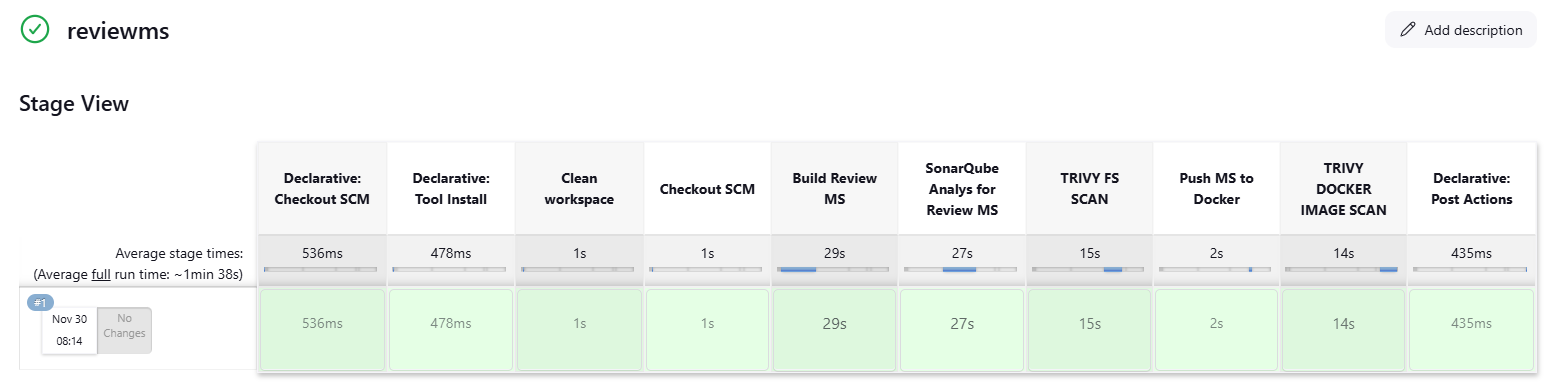 reviewms
Add description
Stage View
Declarative:
Checkout SCM
Declarative:
Tool Install
Clean
workspace
Checkout SCM
Build Review
MS
SonarQube
Analys for
Review MS
TRIVY FS
SCAN
Push MS to
Docker
TRIVY
DOCKER
IMAGE SCAN
Declarative:
Post Actions
Average stage times:
(Average full run time: ~1min 38s)
536ms
478ms
1s
1s
29s
27s
15s
2s
14s
435ms
#1
Nov 30
08:14
No
Changes
536ms
478ms
1s
1s
29s
27s
15s
2s
14s
435ms